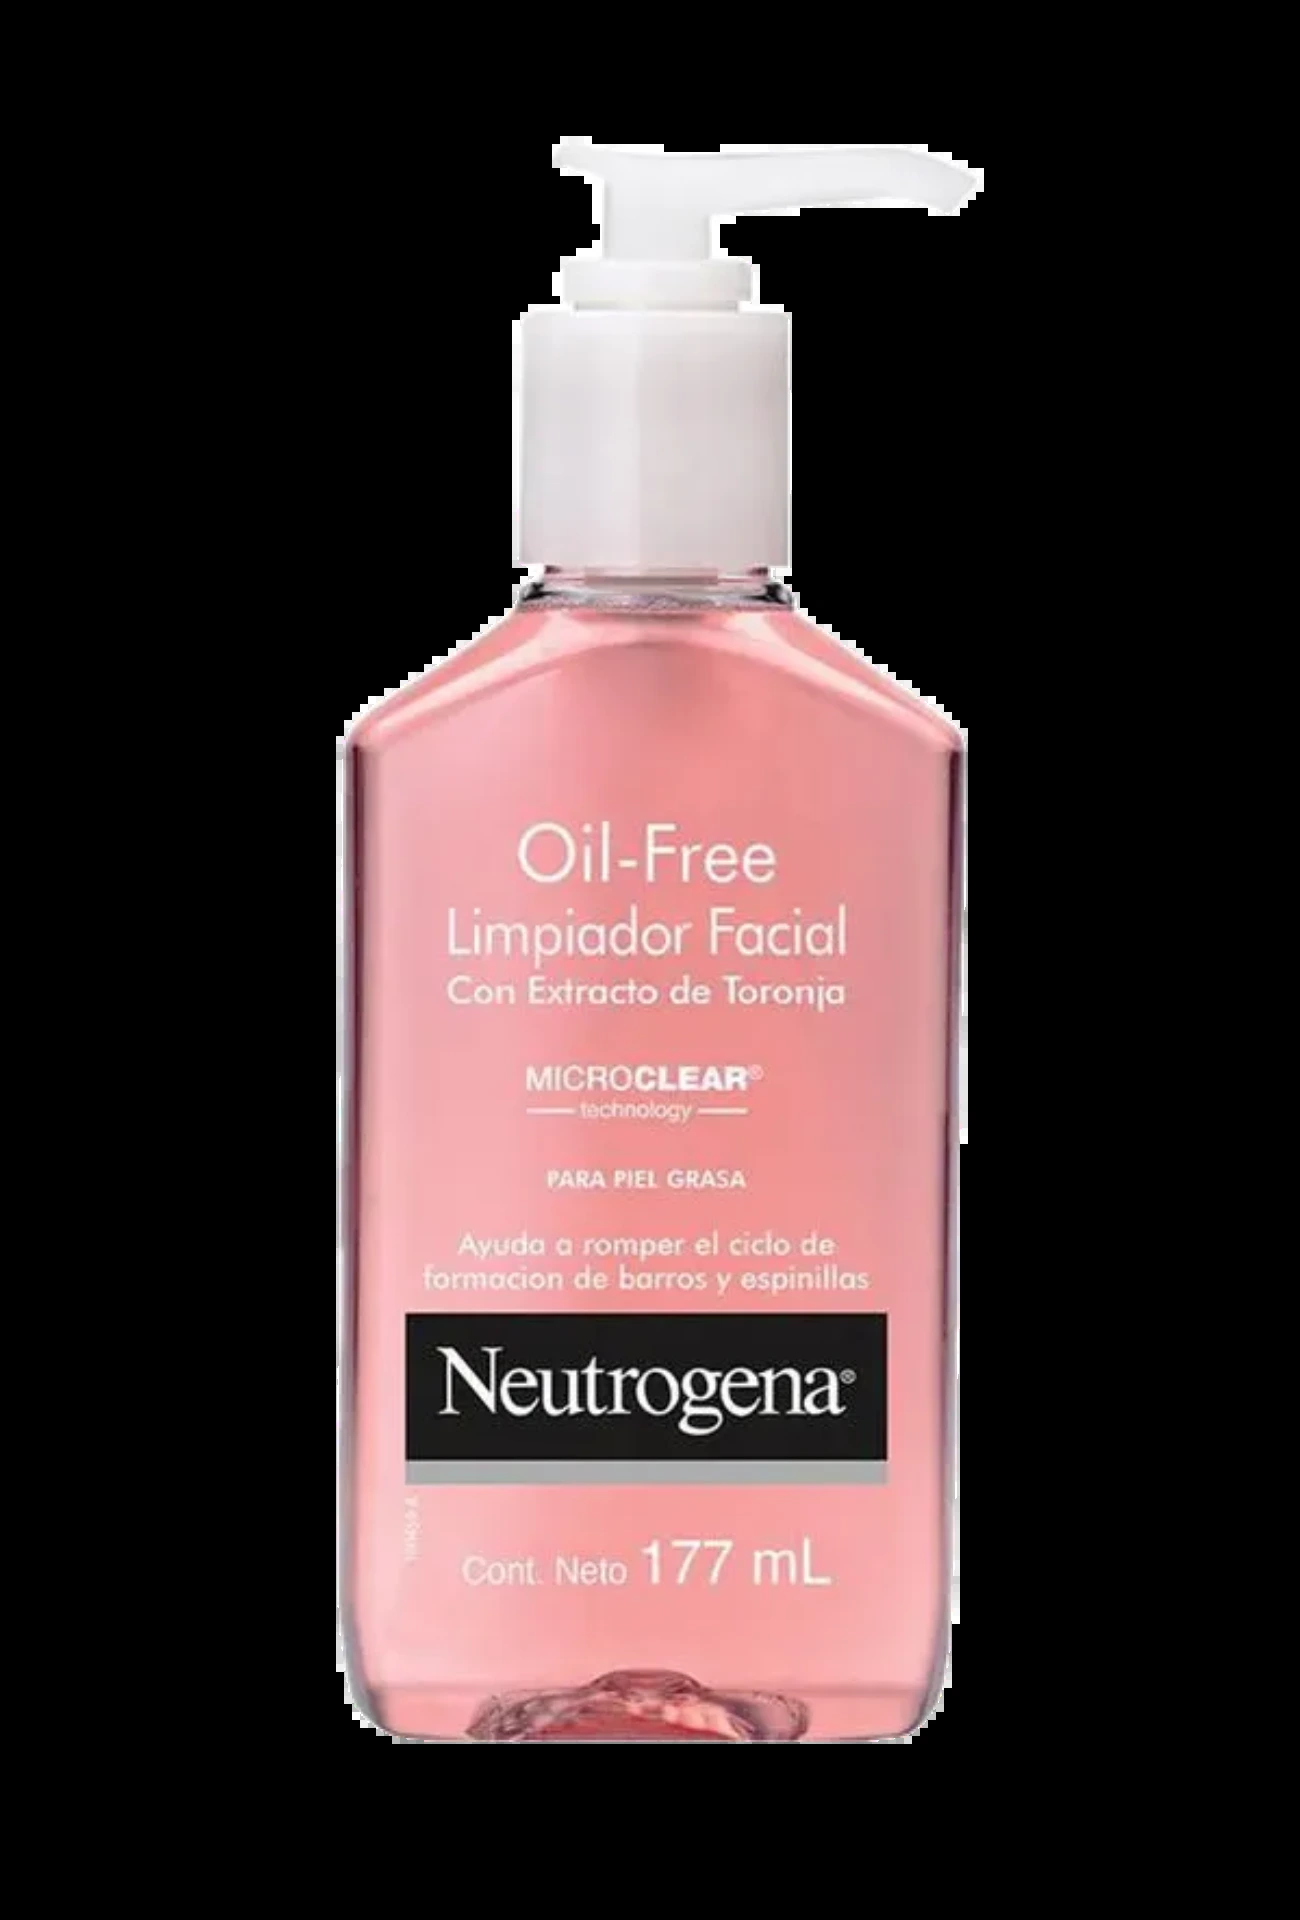 Oil-Free
Limpiador Facial
Con Extracto de Toronja
MICROCLEAR®
technology
PARA PIEL GRASA
Ayuda a romper el ciclo de
formacion de barros y espinillas
Neutrogena®
Cont. Neto 177 mL